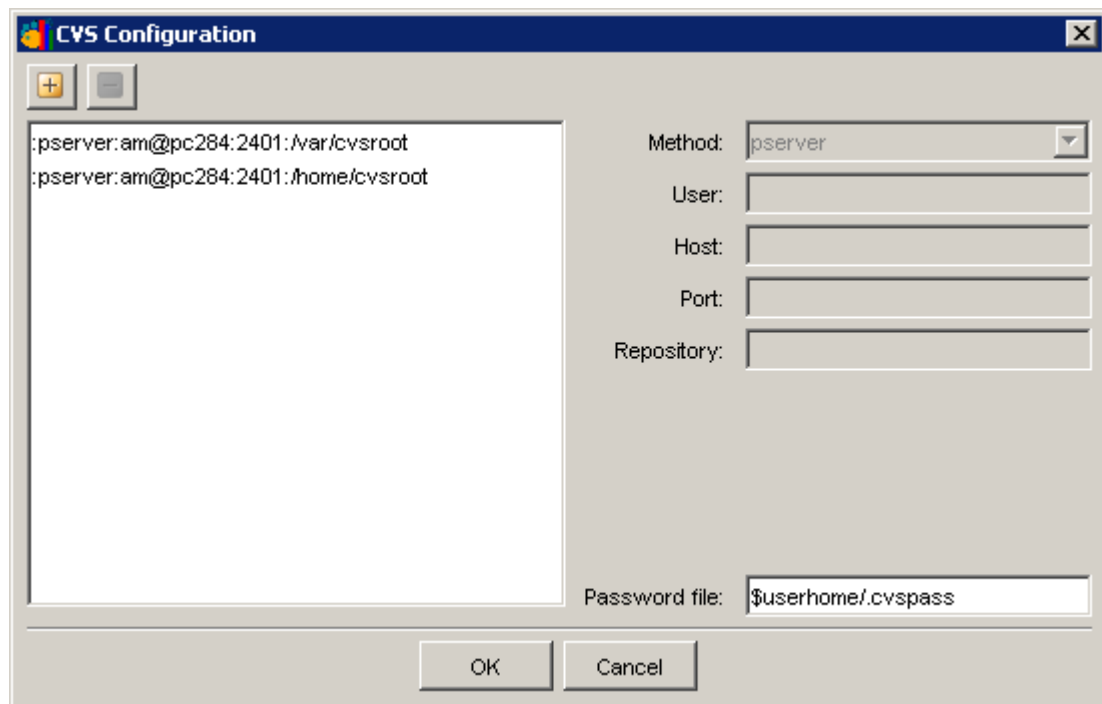 CVS Configuration
:pserver:am@pc284:2401:/var/cvsroot
:pserver:am@pc284:2401:/home/cvsroot
Method: pserver
User:
Host:
Port:
Repository:
Password file: $userhome/.cvspass
OK Cancel